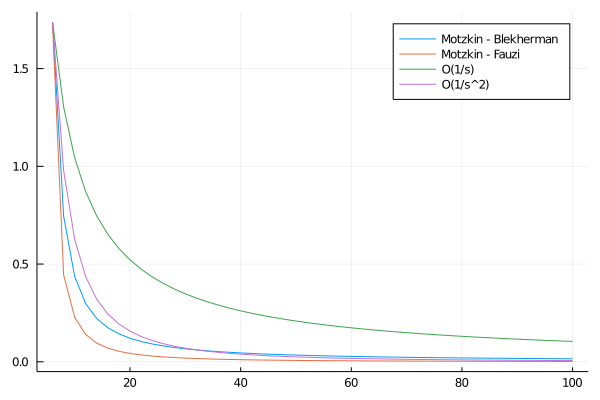 Motzkin - Blekherman
Motzkin - Fauzi
O(1/s)
O(1/s^2)
1.5
1.0
0.5
0.0
20 40 60 80 100